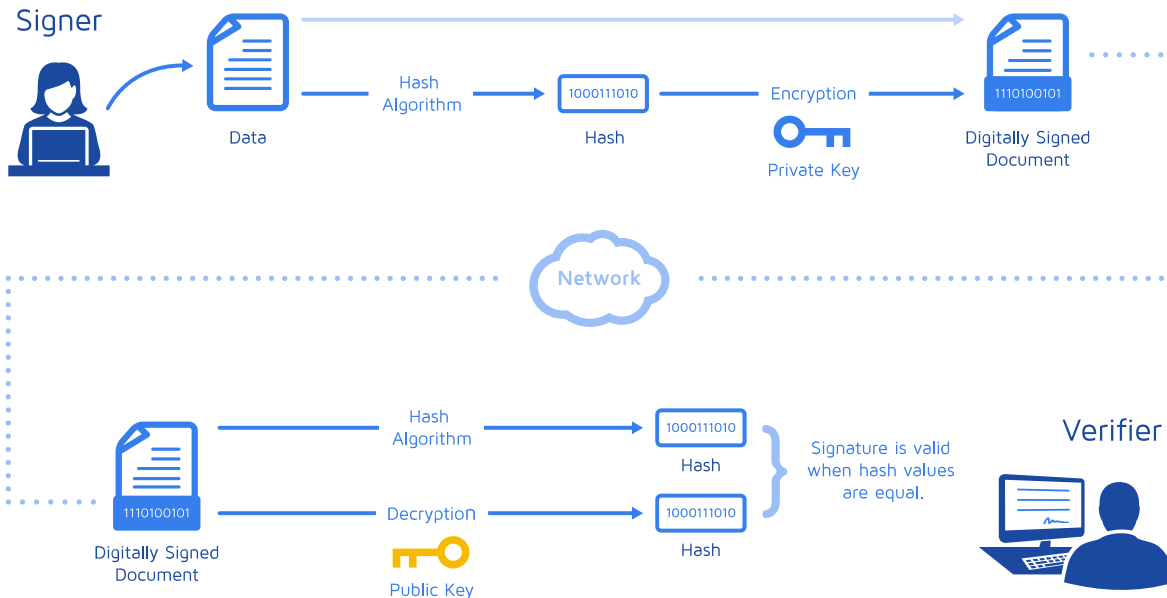 Signer
Hash
Algorithm
1000111010
Encryption
1110100101
Data
Hash
Private Key
Digitally Signed
Document
Network
Hash
Algorithm
1000111010
Hash
Signature is valid
when hash values
are equal.
Verifier
1110100101
Decryption
1000111010
Hash
Digitally Signed
Document
Public Key